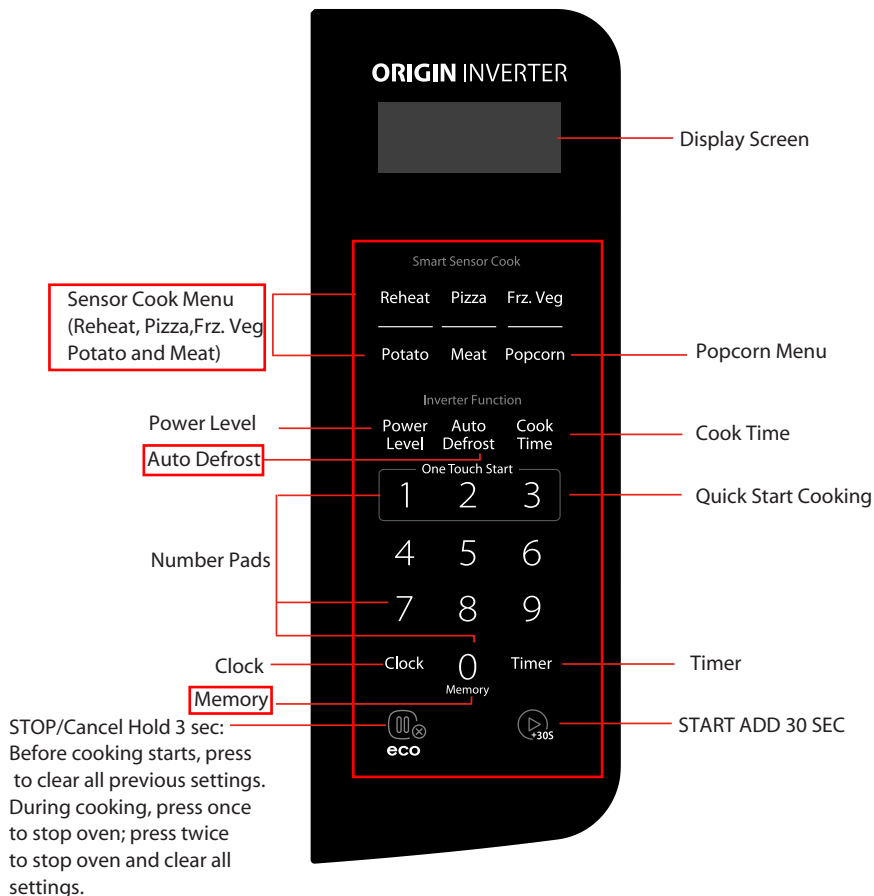 ORIGIN INVERTER
Display Screen
Smart Sensor Cook
Sensor Cook Menu
(Reheat, Pizza,Frz. Veg
Potato and Meat)
Reheat Pizza Frz. Veg
Potato Meat Popcorn
Popcorn Menu
Inverter Function
Power Level
Power Level
Auto Defrost
Cook Time
Cook Time
Auto Defrost
One Touch Start
1 2 3
Quick Start Cooking
4 5 6
Number Pads
7 8 9
Clock
Clock
0
Memory
Timer
Timer
Memory
STOP/Cancel Hold 3 sec:
Before cooking starts, press
to clear all previous settings.
During cooking, press once
to stop oven; press twice
to stop oven and clear all
settings.
eco
+30S
START ADD 30 SEC